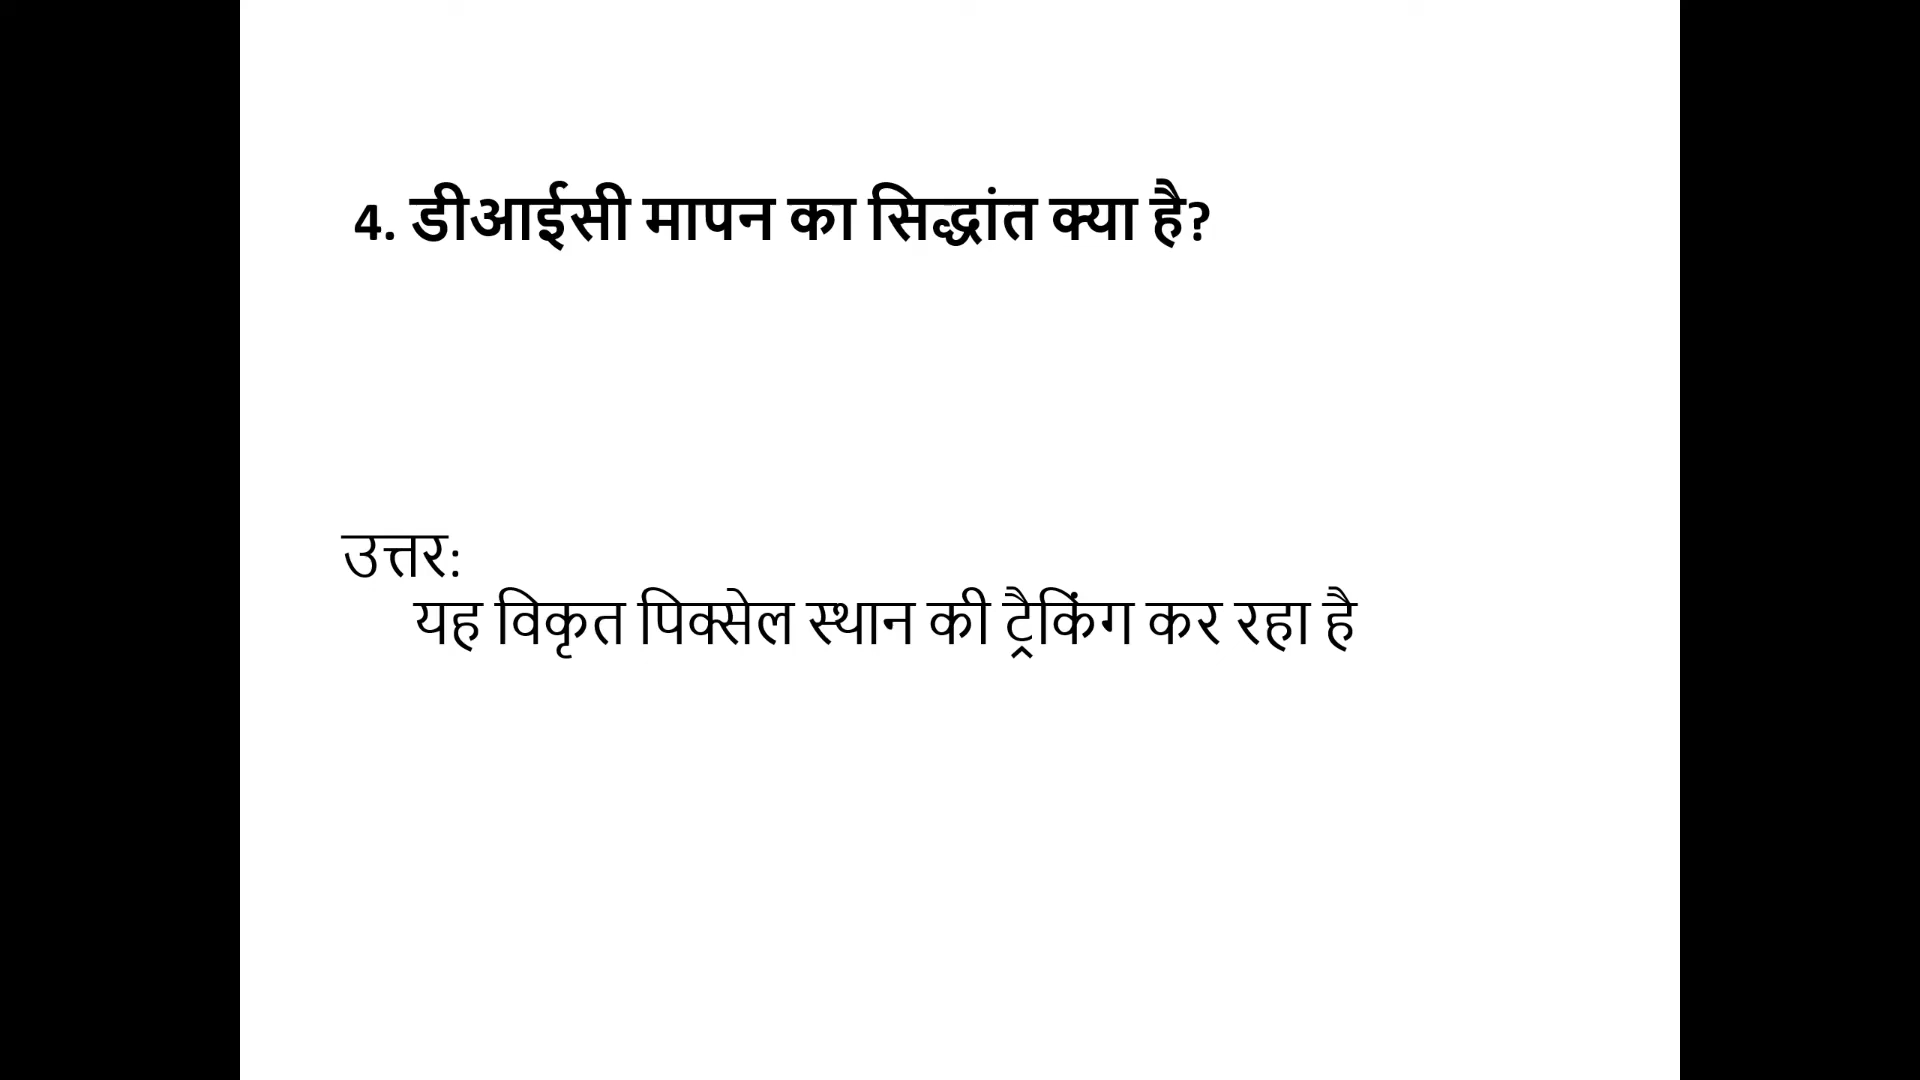 4. डीआईसी मापन का सिद्धांत क्या है?
उत्तर:
यह विकृत पिक्सेल स्थान की ट्रैकिंग कर रहा है